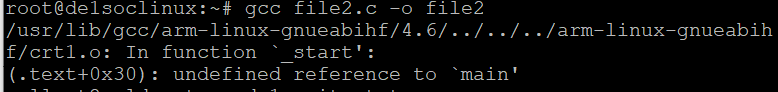 root@de1soclinux:~# gcc file2.c -o file2
/usr/lib/gcc/arm-linux-gnueabihf/4.6/../../../arm-linux-gnueabih
f/crt1.o: In function `_start':
(.text+0x30): undefined reference to `main'